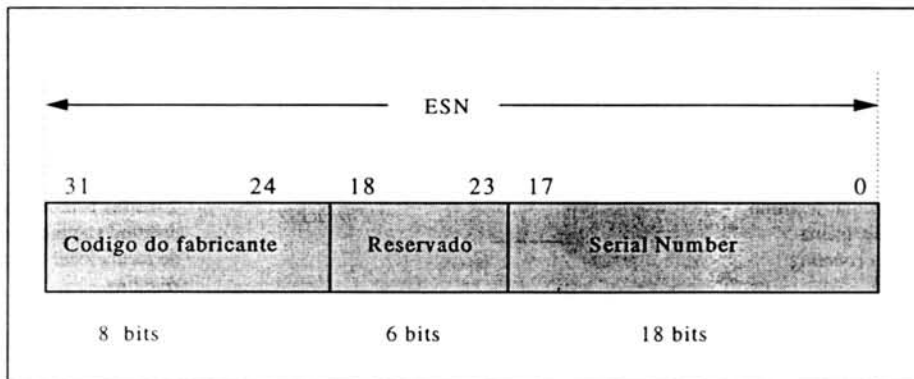 ESN
31 24 18 23 17 0
Codigo do fabricante Reservado Serial Number
8 bits 6 bits 18 bits